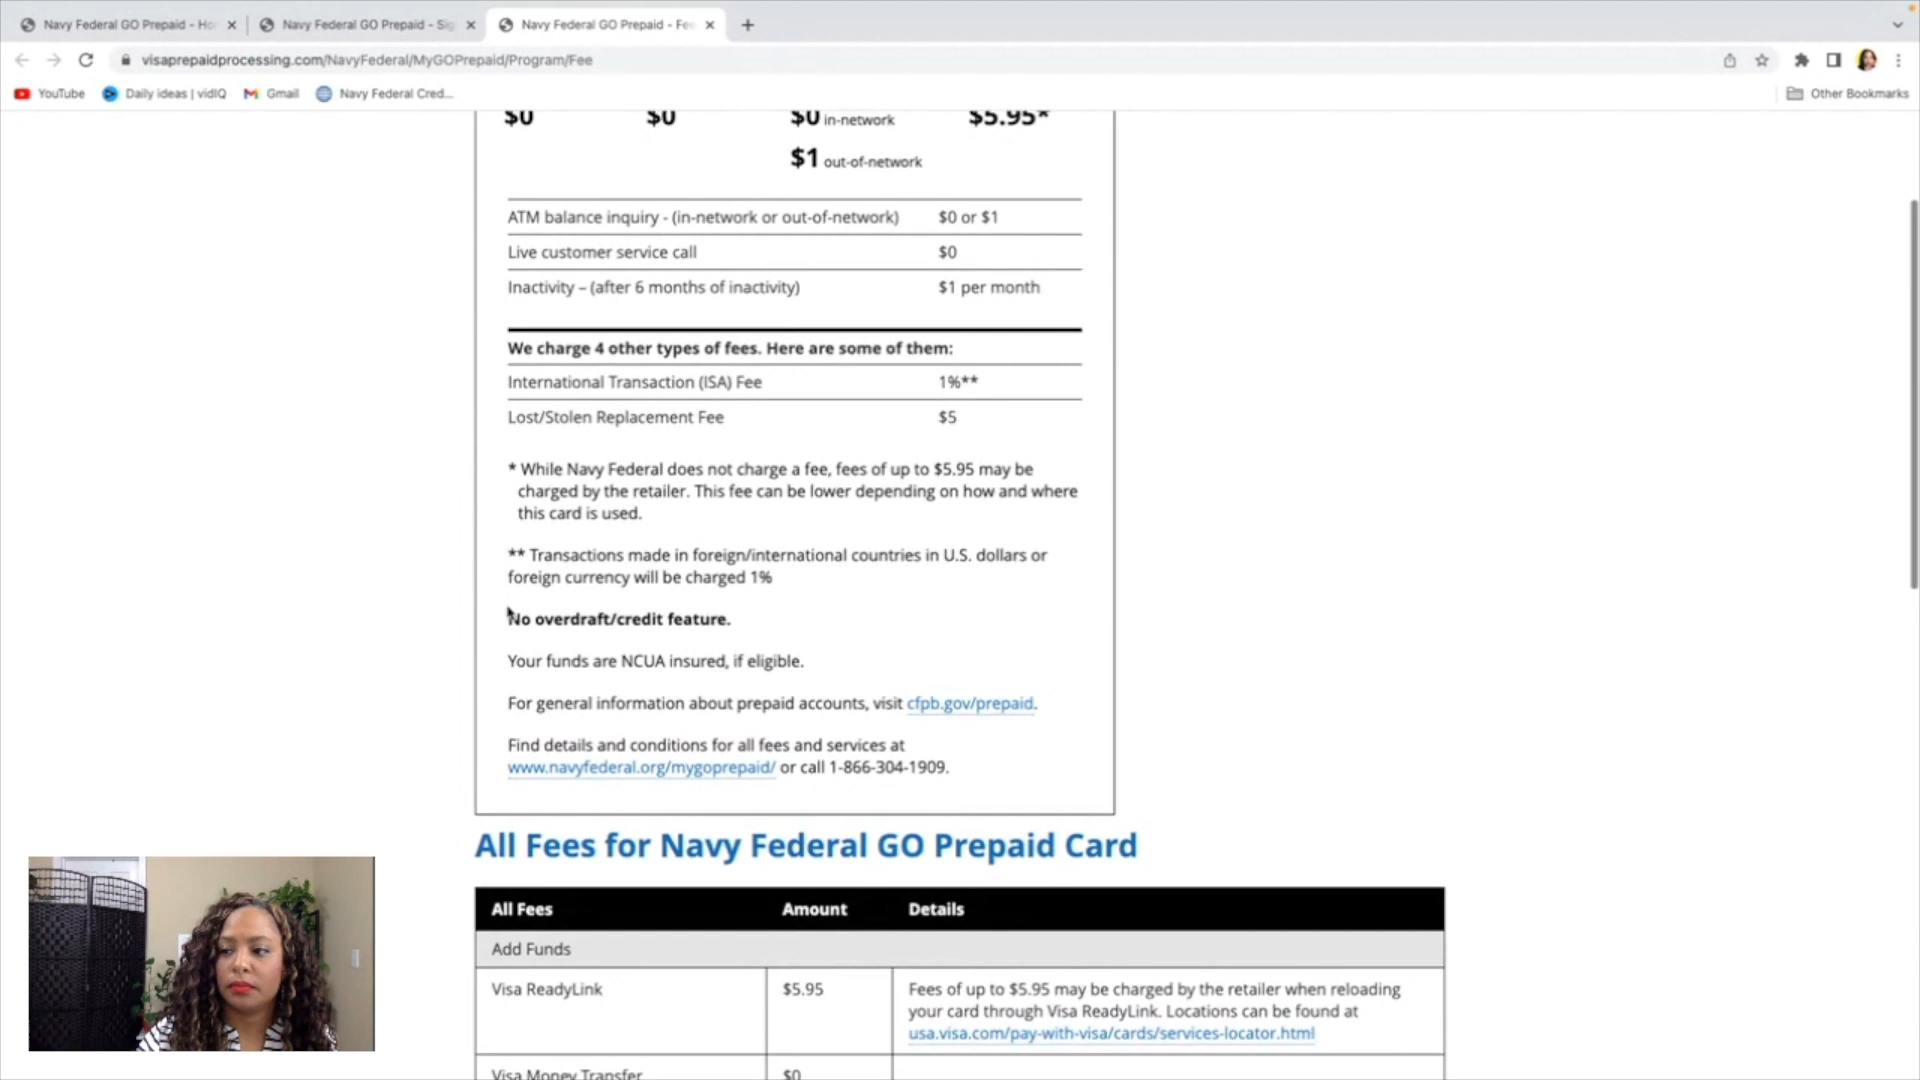 Navy Federal GO Prepaid - Ho
Navy Federal GO Prepaid - Sig
Navy Federal GO Prepaid - Fee
visaprepaidprocessing.com/NavyFederal/MyGOPrepaid/Program/Fee
YouTube
Daily ideas | vidIQ
Gmail
Navy Federal Cred...
Other Bookmarks
$0 $0 $0 in-network $5.95*
$1 out-of-network
ATM balance inquiry - (in-network or out-of-network) $0 or $1
Live customer service call $0
Inactivity – (after 6 months of inactivity) $1 per month
We charge 4 other types of fees. Here are some of them:
International Transaction (ISA) Fee 1%**
Lost/Stolen Replacement Fee $5
* While Navy Federal does not charge a fee, fees of up to $5.95 may be
charged by the retailer. This fee can be lower depending on how and where
this card is used.
** Transactions made in foreign/international countries in U.S. dollars or
foreign currency will be charged 1%
No overdraft/credit feature.
Your funds are NCUA insured, if eligible.
For general information about prepaid accounts, visit cfpb.gov/prepaid.
Find details and conditions for all fees and services at
www.navyfederal.org/mygoprepaid/ or call 1-866-304-1909.
All Fees for Navy Federal GO Prepaid Card
All Fees Amount Details
Add Funds
Visa ReadyLink $5.95 Fees of up to $5.95 may be charged by the retailer when reloading
your card through Visa ReadyLink. Locations can be found at
usa.visa.com/pay-with-visa/cards/services-locator.html
Visa Money Transfer $0